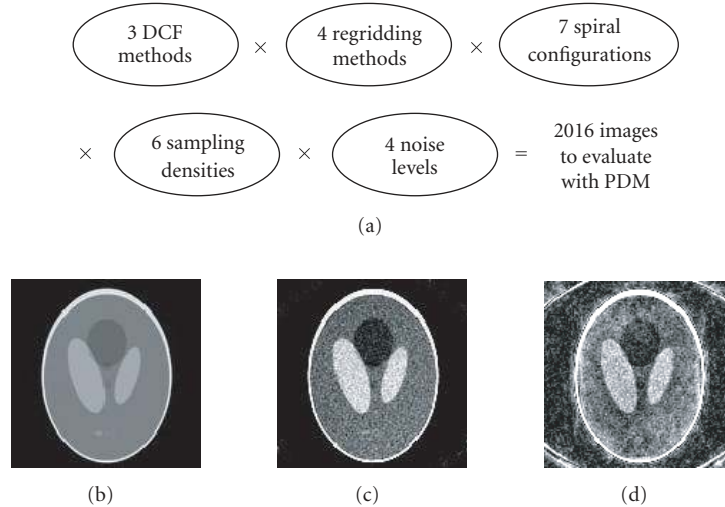 3 DCF
methods
×
4 regridding
methods
×
7 spiral
configurations
×
6 sampling
densities
×
4 noise
levels
=
2016 images
to evaluate
with PDM
(a)
(b)
(c)
(d)